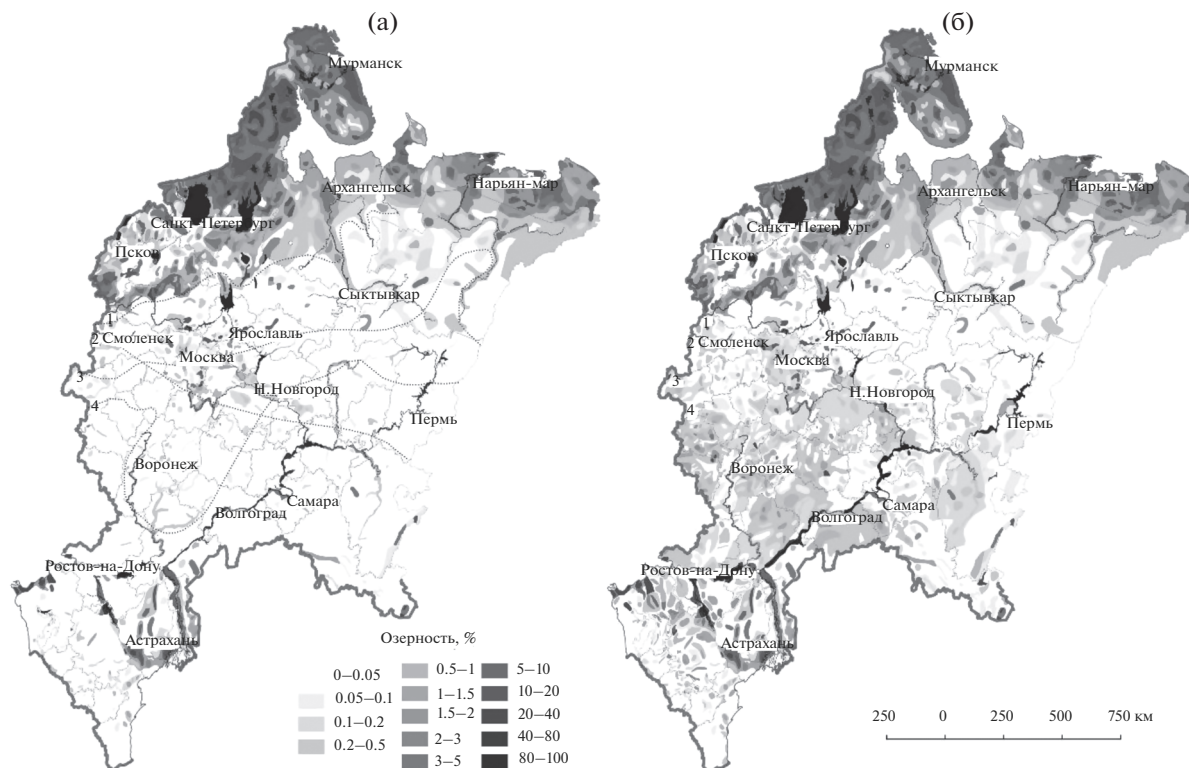 (а)
Мурманск
Архангельск
Нарьян-мар
Санкт-Петербург
Псков
Сыктывкар
1
2 Смоленск
Ярославль
Москва
3
Н.Новгород
4
Пермь
Воронеж
Самара
Волгоград
Ростов-на-Дону
Астрахань
Озерность, %
0–0.05
0.05–0.1
0.1–0.2
0.2–0.5
0.5–1
1–1.5
1.5–2
2–3
3–5
5–10
10–20
20–40
40–80
80–100
(б)
Мурманск
Архангельск
Нарьян-мар
Санкт-Петербург
Псков
Сыктывкар
1
2 Смоленск
Ярославль
Москва
3
Н.Новгород
4
Пермь
Воронеж
Самара
Волгоград
Ростов-на-Дону
Астрахань
250 0 250 500 750 км